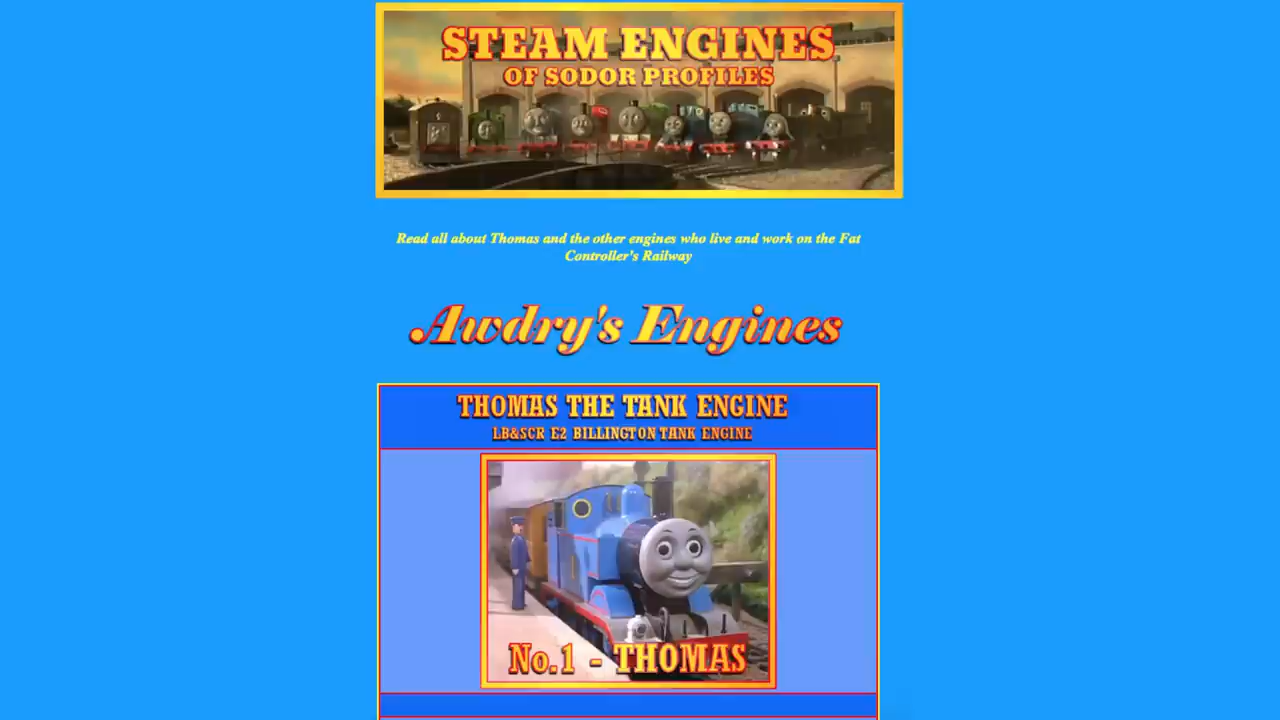 STEAM ENGINES
OF SODOR PROFILES
Read all about Thomas and the other engines who live and work on the Fat
Controller's Railway
Awdry's Engines
THOMAS THE TANK ENGINE
LB&SCR E2 BILLINGTON TANK ENGINE
No.1 - THOMAS